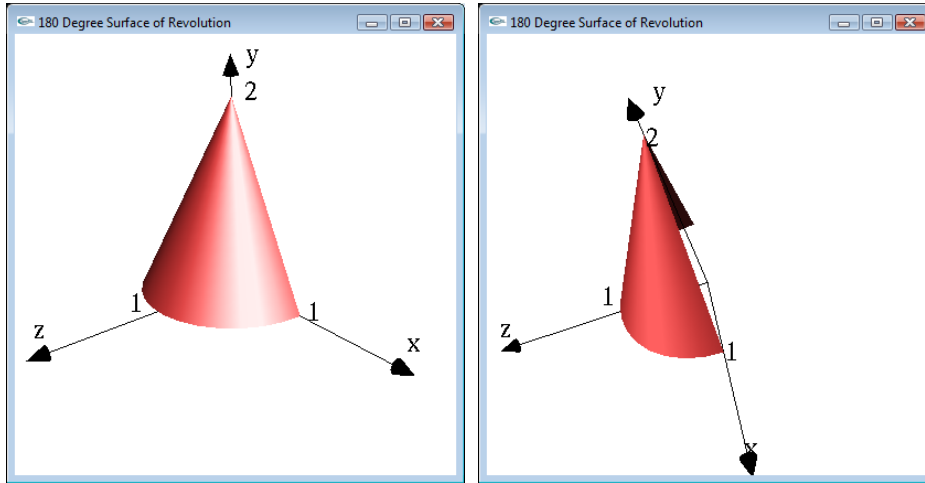 180 Degree Surface of Revolution
y
2
1
1
z
x
180 Degree Surface of Revolution
y
2
1
z
1
x